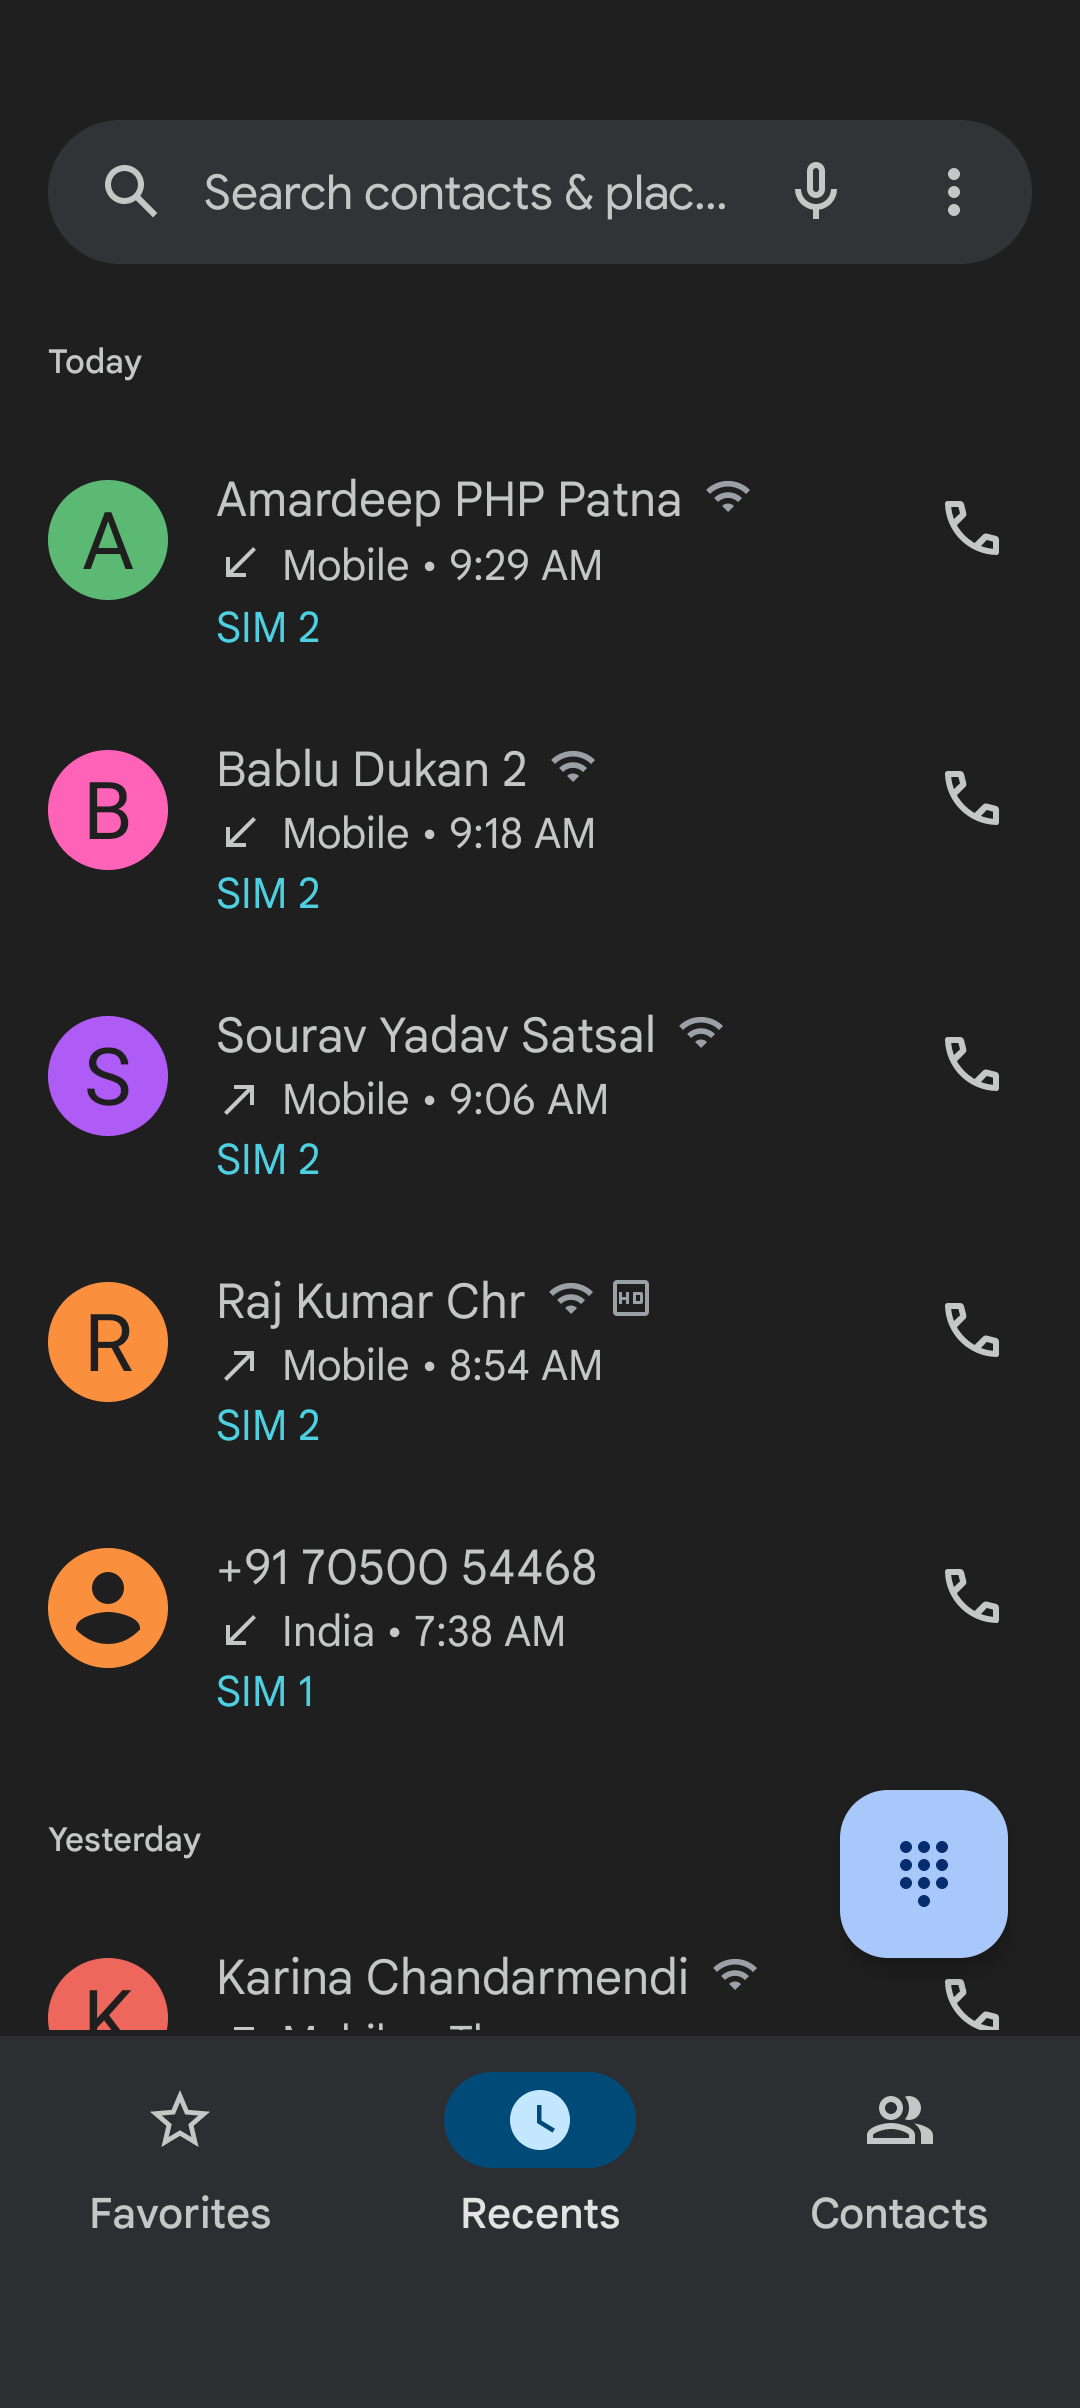 Search contacts & plac...
Today
A
Amardeep PHP Patna
Mobile • 9:29 AM
SIM 2
B
Bablu Dukan 2
Mobile • 9:18 AM
SIM 2
S
Sourav Yadav Satsal
Mobile • 9:06 AM
SIM 2
R
Raj Kumar Chr HD
Mobile • 8:54 AM
SIM 2
+91 70500 54468
India • 7:38 AM
SIM 1
Yesterday
K
Karina Chandarmendi
Favorites
Recents
Contacts